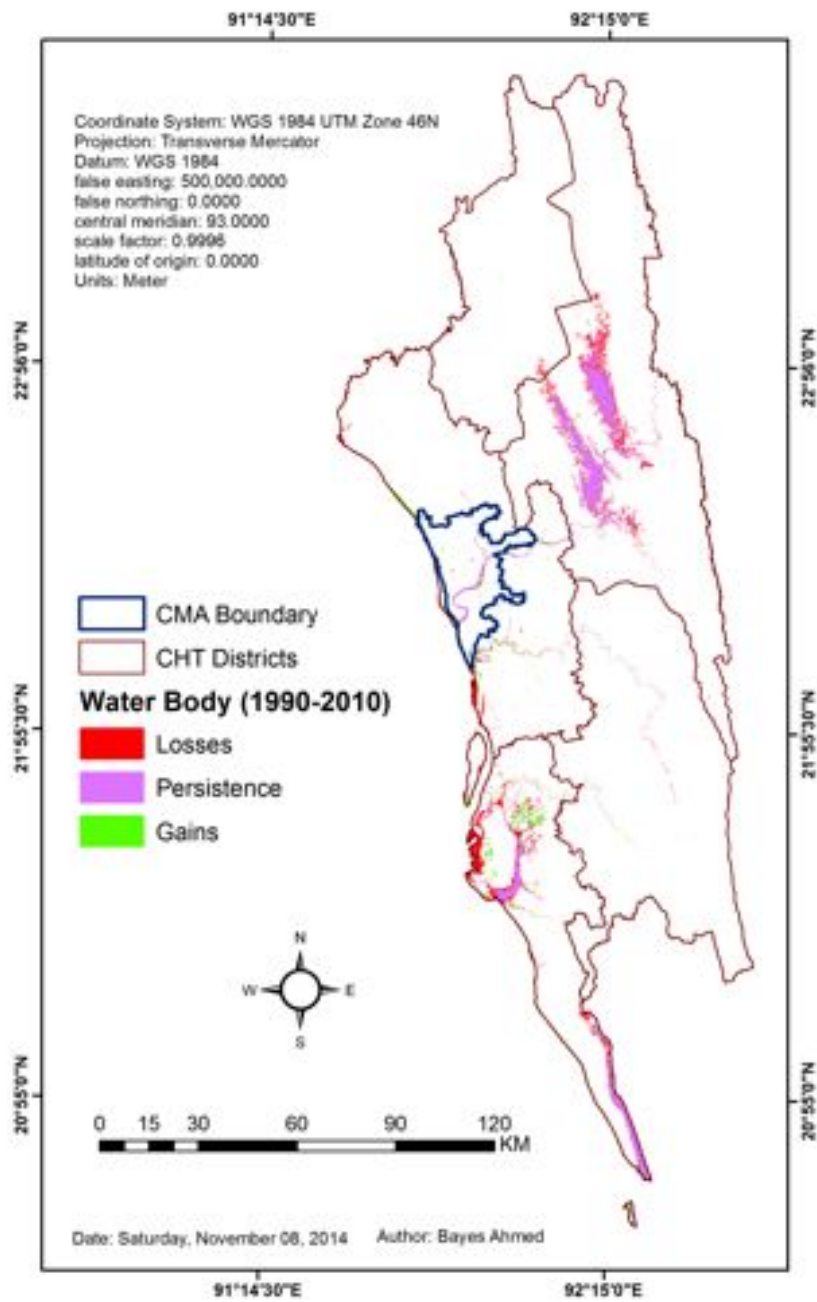 91°14'30"E
92°15'0"E
Coordinate System: WGS 1984 UTM Zone 46N
Projection: Transverse Mercator
Datum: WGS 1984
false easting: 500,000.0000
false northing: 0.0000
central meridian: 93.0000
scale factor: 0.9996
latitude of origin: 0.0000
Units: Meter
22°56'0"N
22°56'0"N
CMA Boundary
CHT Districts
Water Body (1990-2010)
Losses
Persistence
Gains
21°55'30"N
21°55'30"N
N
W
E
S
20°55'0"N
20°55'0"N
0 15 30 60 90 120
KM
Date: Saturday, November 08, 2014 Author: Bayes Ahmed
91°14'30"E
92°15'0"E